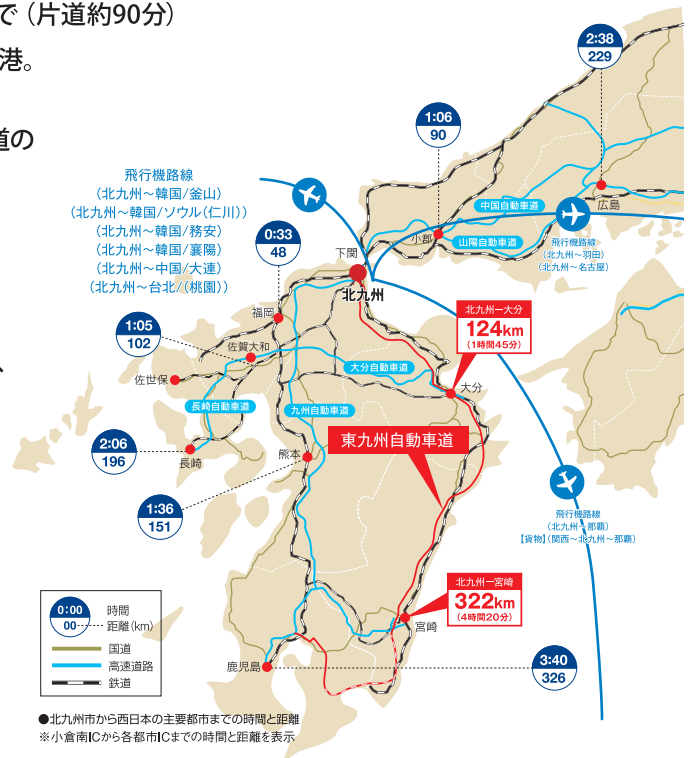 で（片道約90分）
港。
道の
、
飛行機路線
（北九州～韓国/釜山）
（北九州～韓国/ソウル（仁川））
（北九州～韓国/務安）
（北九州～韓国/襄陽）
（北九州～中国/大連）
（北九州～台北/（桃園））
2:38
229
1:06
90
0:33
48
中国自動車道
広島
小郡
山陽自動車道
飛行機路線
（北九州～羽田）
（北九州～名古屋）
下関
北九州
福岡
北九州ー大分
124km
（1時間45分）
1:05
102
佐賀大和
大分自動車道
佐世保
大分
長崎自動車道
九州自動車道
東九州自動車道
2:06
196
長崎
熊本
1:36
151
飛行機路線
（北九州～那覇）
【貨物】（関西～北九州～那覇）
北九州ー宮崎
322km
（4時間20分）
宮崎
0:00
00
時間
距離（km）
国道
高速道路
鉄道
鹿児島
3:40
326
●北九州市から西日本の主要都市までの時間と距離
※小倉南ICから各都市ICまでの時間と距離を表示